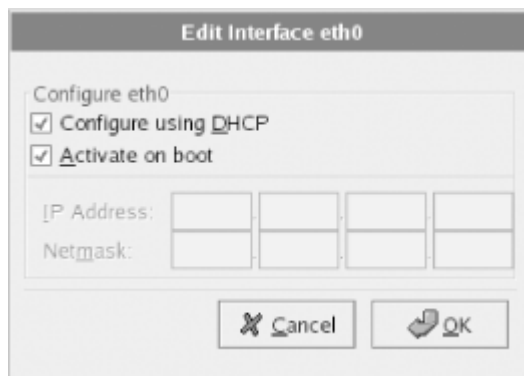 Edit Interface eth0
Configure eth0
Configure using DHCP
Activate on boot
IP Address:
Netmask:
Cancel
OK